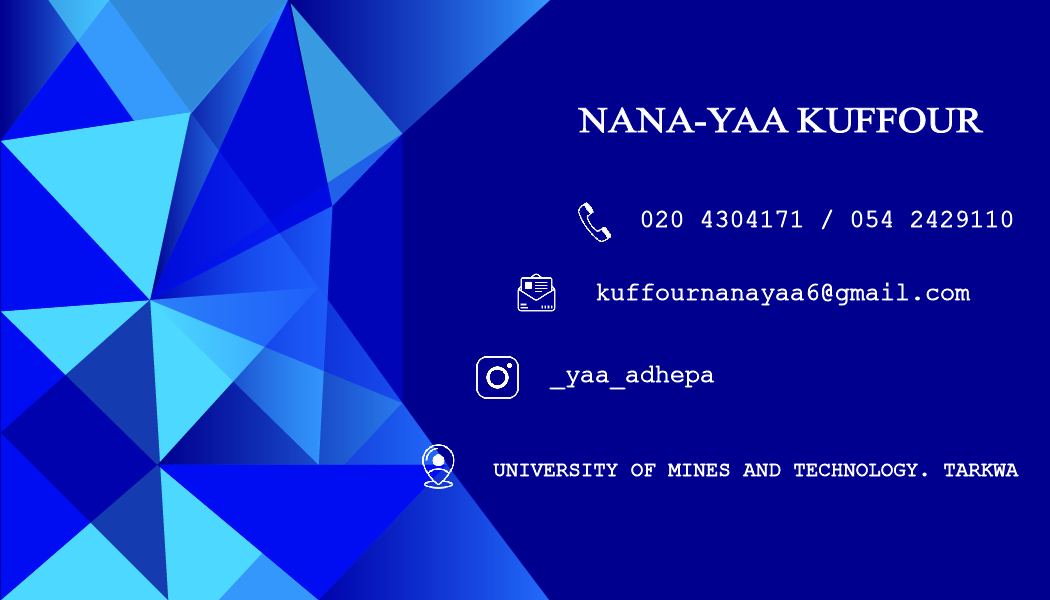 NANA-YAA KUFFOUR
020 4304171 / 054 2429110
kuffournanayaa6@gmail.com
_yaa_adhepa
UNIVERSITY OF MINES AND TECHNOLOGY. TARKWA